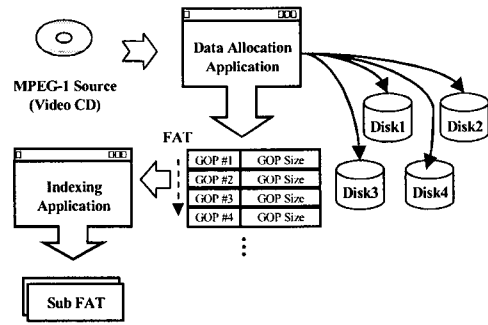 MPEG-1 Source
(Video CD)
Data Allocation
Application
Disk1
Disk2
Disk3
Disk4
FAT
GOP #1 GOP Size
GOP #2 GOP Size
GOP #3 GOP Size
GOP #4 GOP Size
Indexing
Application
Sub FAT